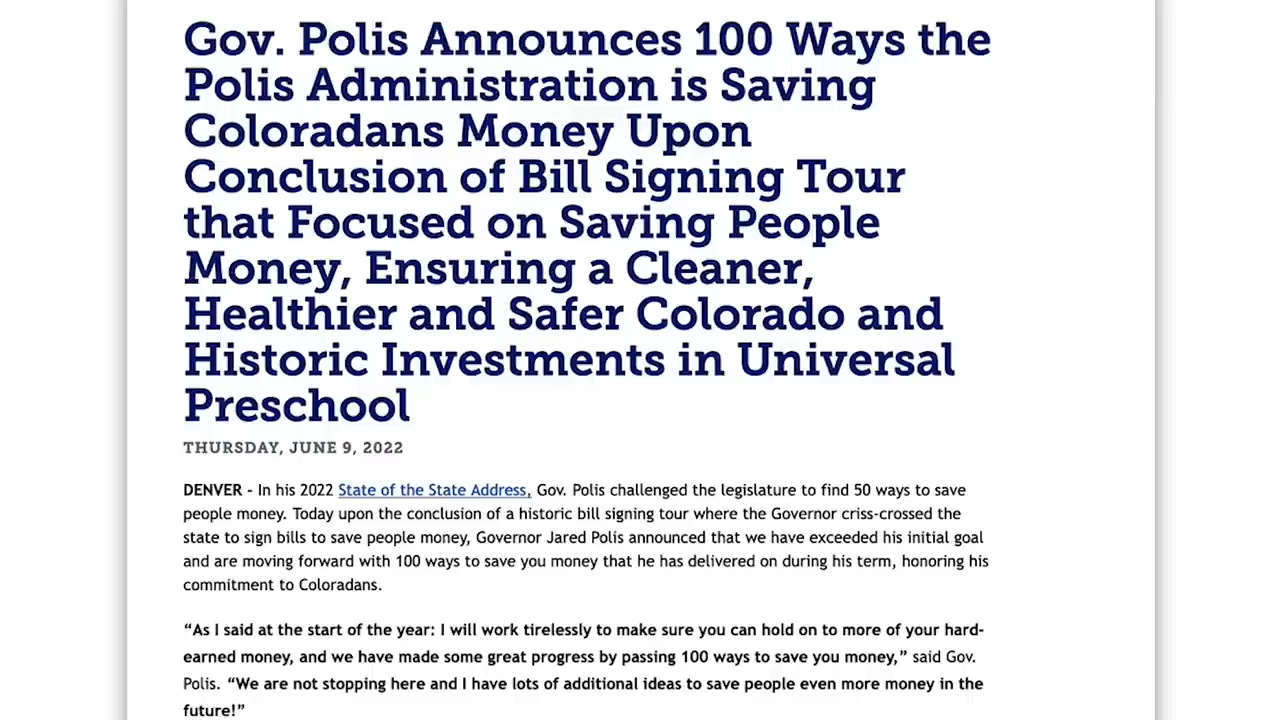 Gov. Polis Announces 100 Ways the
Polis Administration is Saving
Coloradans Money Upon
Conclusion of Bill Signing Tour
that Focused on Saving People
Money, Ensuring a Cleaner,
Healthier and Safer Colorado and
Historic Investments in Universal
Preschool
THURSDAY, JUNE 9, 2022
DENVER - In his 2022 State of the State Address, Gov. Polis challenged the legislature to find 50 ways to save
people money. Today upon the conclusion of a historic bill signing tour where the Governor criss-crossed the
state to sign bills to save people money, Governor Jared Polis announced that we have exceeded his initial goal
and are moving forward with 100 ways to save you money that he has delivered on during his term, honoring his
commitment to Coloradans.
“As I said at the start of the year: I will work tirelessly to make sure you can hold on to more of your hard-
earned money, and we have made some great progress by passing 100 ways to save you money,” said Gov.
Polis. “We are not stopping here and I have lots of additional ideas to save people even more money in the
future!”